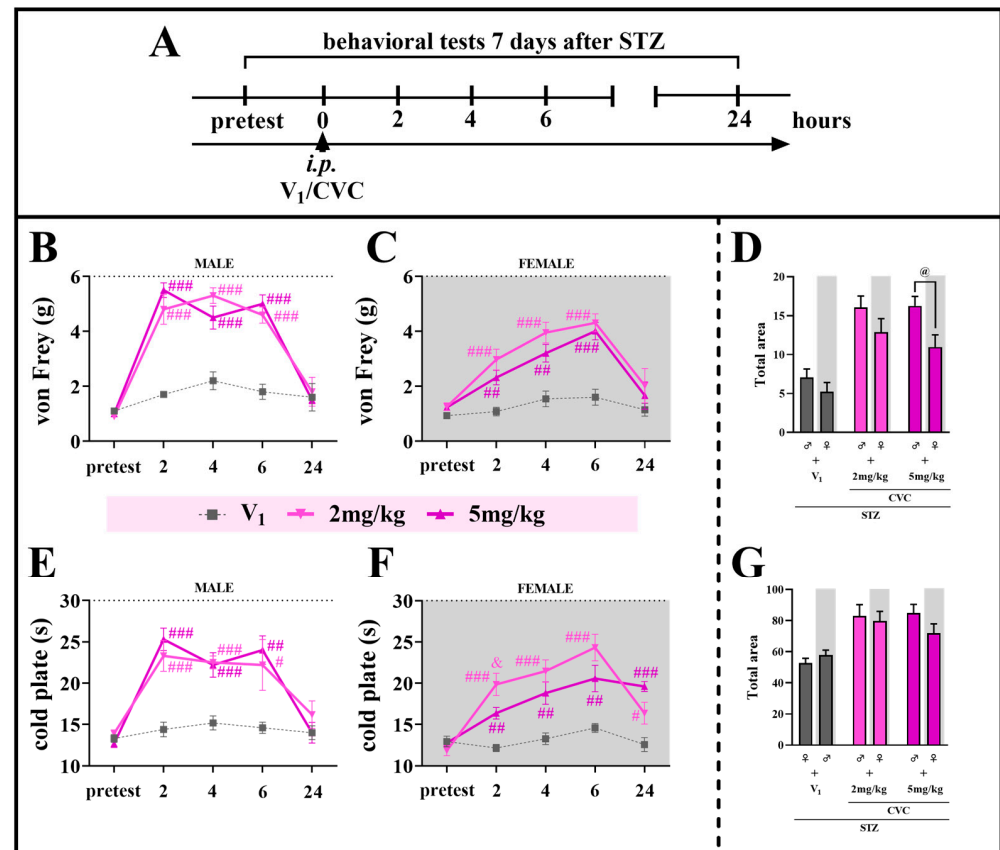 A
behavioral tests 7 days after STZ
pretest 0 2 4 6 24 hours
i.p.
V₁/CVC
B
MALE
von Frey (g)
6
4
2
0
###
###
###
###
###
###
pretest 2 4 6 24
C
FEMALE
von Frey (g)
6
4
2
0
###
###
###
##
##
###
pretest 2 4 6 24
D
Total area
20
15
10
5
0
@
♂ ♀ ♂ ♀ ♂ ♀
+ + +
V₁ 2mg/kg 5mg/kg
CVC
STZ
V₁ 2mg/kg 5mg/kg
E
MALE
cold plate (s)
30
25
20
15
10
###
###
###
###
##
#
pretest 2 4 6 24
F
FEMALE
cold plate (s)
30
25
20
15
10
&
###
###
###
###
##
##
##
#
pretest 2 4 6 24
G
Total area
100
80
60
40
20
0
♀ ♂ ♂ ♀ ♂ ♀
+ + +
V₁ 2mg/kg 5mg/kg
CVC
STZ